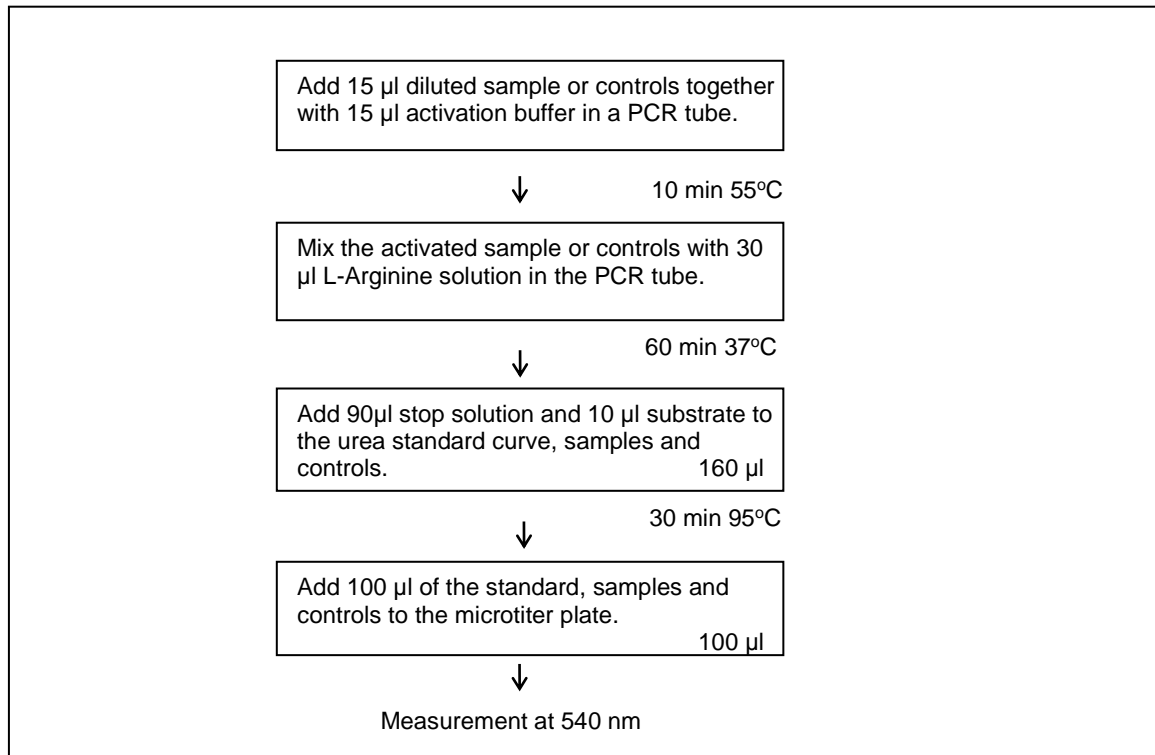 Add 15 µl diluted sample or controls together
with 15 µl activation buffer in a PCR tube.
10 min 55ºC
Mix the activated sample or controls with 30
µl L-Arginine solution in the PCR tube.
60 min 37ºC
Add 90µl stop solution and 10 µl substrate to
the urea standard curve, samples and
controls. 160 µl
30 min 95ºC
Add 100 µl of the standard, samples and
controls to the microtiter plate.
100 µl
Measurement at 540 nm